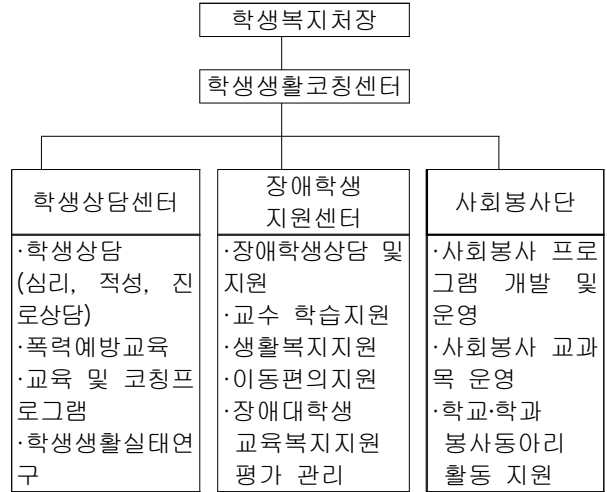 학생복지처장
학생생활코칭센터
학생상담센터
·학생상담
(심리, 적성, 진
로상담)
·폭력예방교육
·교육 및 코칭프
로그램
·학생생활실태연
구
장애학생
지원센터
·장애학생상담 및
지원
·교수 학습지원
·생활복지지원
·이동편의지원
·장애대학생
교육복지지원
평가 관리
사회봉사단
·사회봉사 프로
그램 개발 및
운영
·사회봉사 교과
목 운영
·학교·학과
봉사동아리
활동 지원